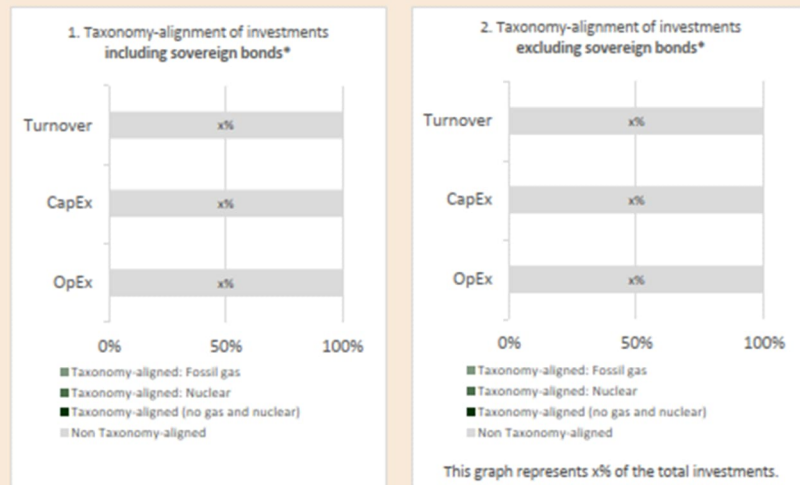 1. Taxonomy-alignment of investments
including sovereign bonds*
Turnover
x%
CapEx
x%
OpEx
x%
0% 50% 100%
Taxonomy-aligned: Fossil gas
Taxonomy-aligned: Nuclear
Taxonomy-aligned (no gas and nuclear)
Non Taxonomy-aligned
2. Taxonomy-alignment of investments
excluding sovereign bonds*
Turnover
x%
CapEx
x%
OpEx
x%
0% 50% 100%
Taxonomy-aligned: Fossil gas
Taxonomy-aligned: Nuclear
Taxonomy-aligned (no gas and nuclear)
Non Taxonomy-aligned
This graph represents x% of the total investments.